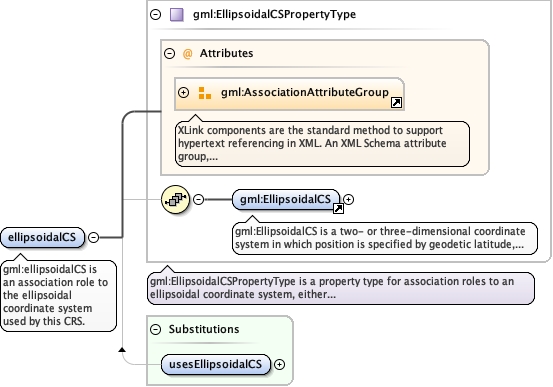 gml:EllipsoidalCSPropertyType
@ Attributes
gml:AssociationAttributeGroup
XLink components are the standard method to support
hypertext referencing in XML. An XML Schema attribute
group,...
gml:EllipsoidalCS
gml:EllipsoidalCS is a two- or three-dimensional coordinate
system in which position is specified by geodetic latitude,...
ellipsoidalCS
gml:ellipsoidalCS is
an association role to
the ellipsoidal
coordinate system
used by this CRS.
gml:EllipsoidalCSPropertyType is a property type for association roles to an
ellipsoidal coordinate system, either...
Substitutions
usesEllipsoidalCS